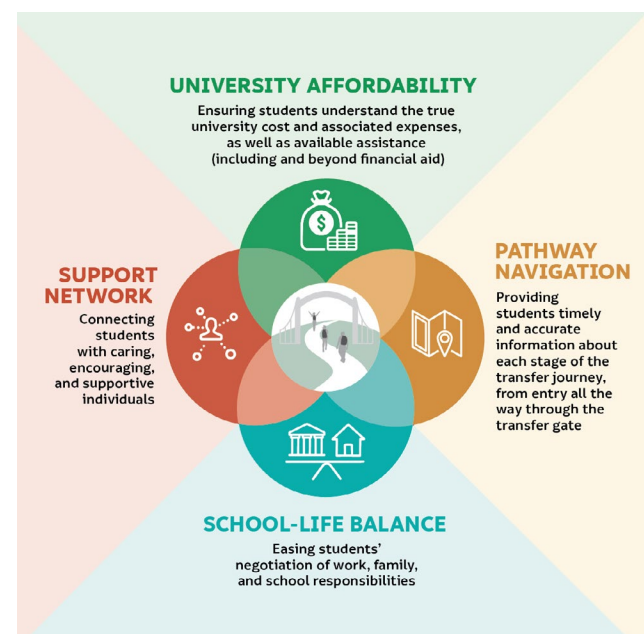 UNIVERSITY AFFORDABILITY
Ensuring students understand the true
university cost and associated expenses,
as well as available assistance
(including and beyond financial aid)
$
SUPPORT
NETWORK
Connecting
students
with caring,
encouraging,
and supportive
individuals
PATHWAY
NAVIGATION
Providing
students timely
and accurate
information about
each stage of the
transfer journey,
from entry all the
way through the
transfer gate
SCHOOL-LIFE BALANCE
Easing students’
negotiation of work, family,
and school responsibilities